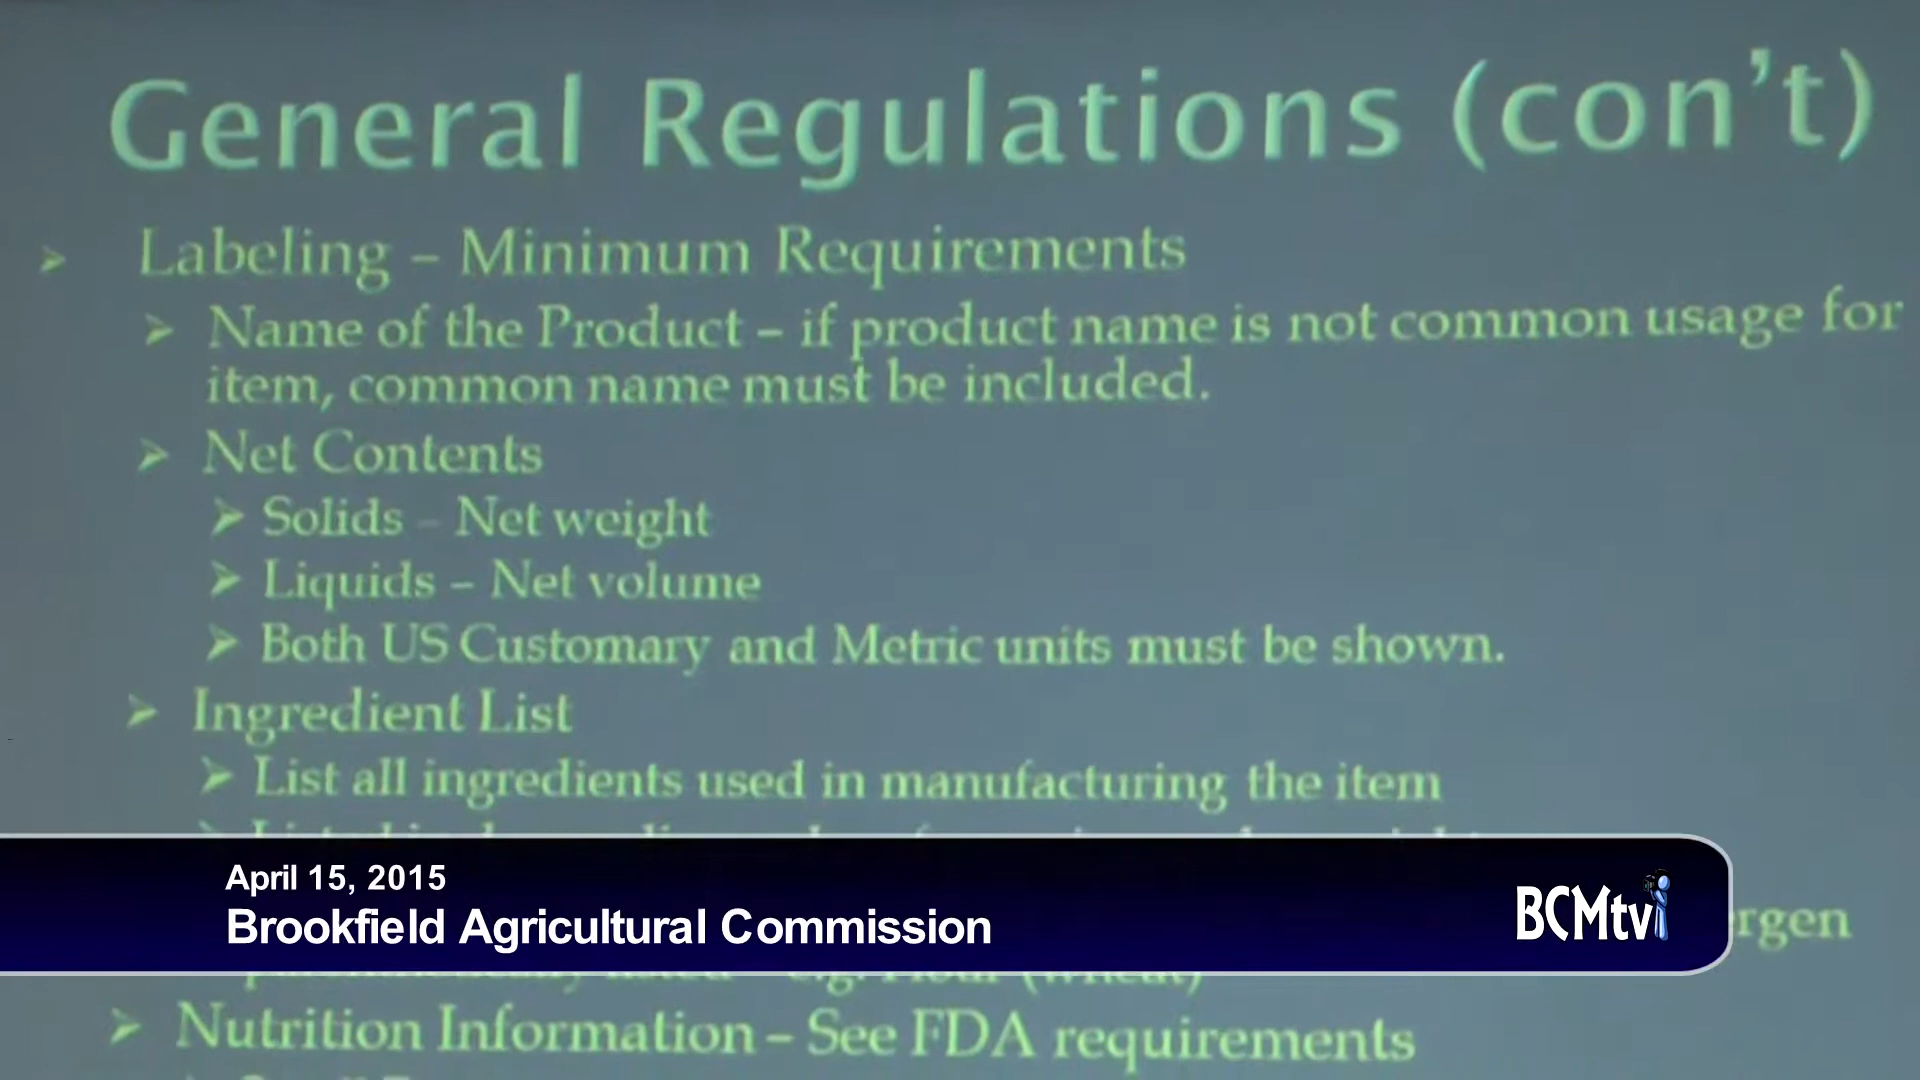 General Regulations (con't)
Labeling – Minimum Requirements
Name of the Product – if product name is not common usage for
item, common name must be included.
Net Contents
Solids – Net weight
Liquids – Net volume
Both US Customary and Metric units must be shown.
Ingredient List
List all ingredients used in manufacturing the item
April 15, 2015
Brookfield Agricultural Commission
BCMtv
e.g. Flour (wheat)
Nutrition Information – See FDA requirements